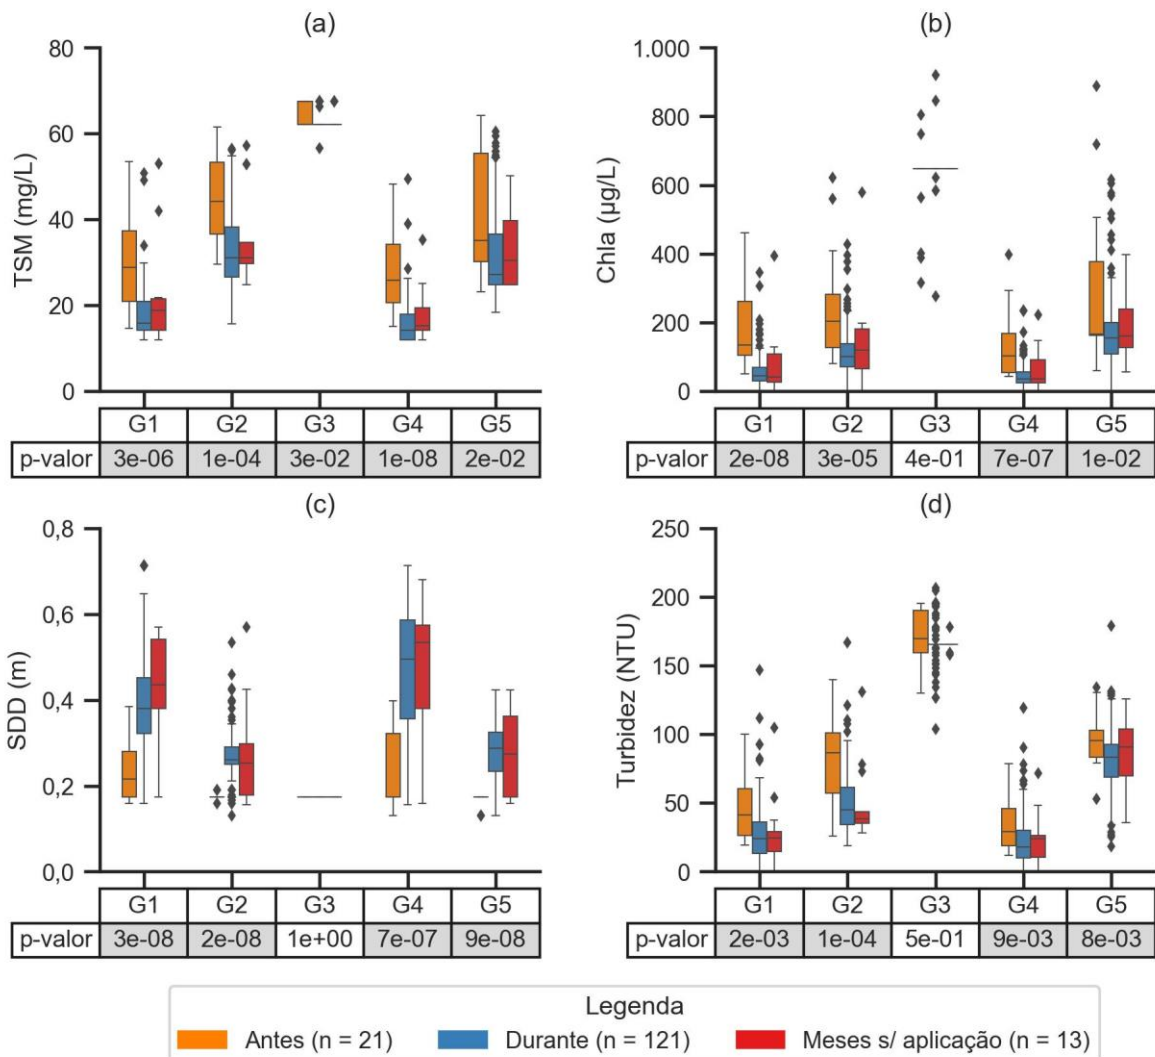 (a)
TSM (mg/L)
80
60
40
20
0
G1 G2 G3 G4 G5
p-valor 3e-06 1e-04 3e-02 1e-08 2e-02
(b)
Chla (µg/L)
1.000
800
600
400
200
0
G1 G2 G3 G4 G5
p-valor 2e-08 3e-05 4e-01 7e-07 1e-02
(c)
SDD (m)
0,8
0,6
0,4
0,2
0,0
G1 G2 G3 G4 G5
p-valor 3e-08 2e-08 1e+00 7e-07 9e-08
(d)
Turbidez (NTU)
250
200
150
100
50
0
G1 G2 G3 G4 G5
p-valor 2e-03 1e-04 5e-01 9e-03 8e-03
Legenda
Antes (n = 21) Durante (n = 121) Meses s/ aplicação (n = 13)